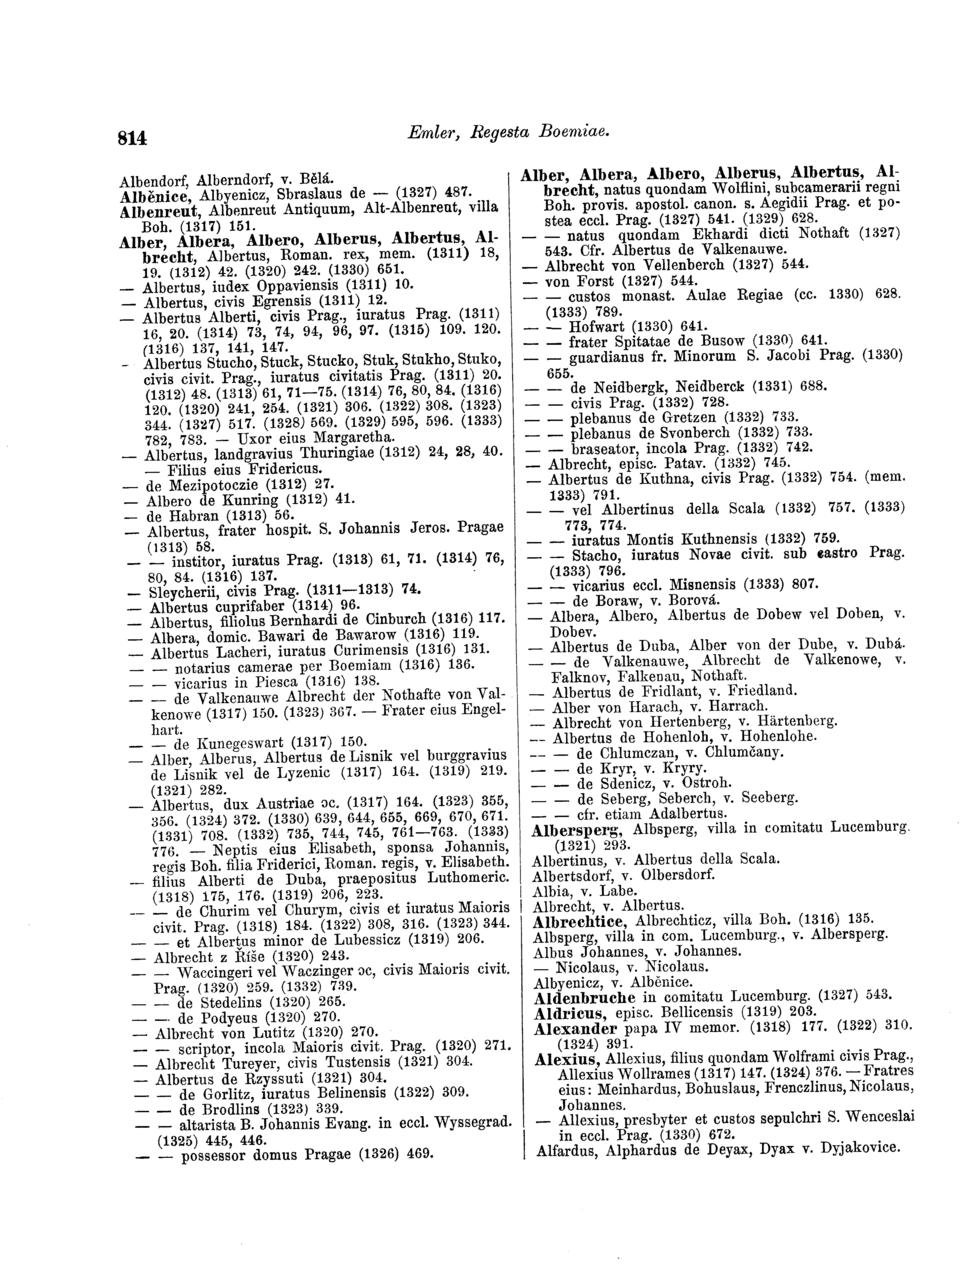 814
Emler, Regesta Boemiae.
Albendorf, Alberndorf, v. Bělá.
Alběnice, Albyenicz, Sbraslaus de — (1327) 487.
Albenreut, Albenreut Antiquum, Alt-Albenreut, villa
Boh. (1317) 151.
Alber, Albera, Albero, Alberus, Albertus, Al-
brecht, Albertus, Roman. rex, mem. (1311) 18,
19. (1312) 42. (1320) 242. (1330) 651.
— Albertus, iudex Oppaviensis (1311) 10.
— Albertus, civis Egrensis (1311) 12.
— Albertus Alberti, civis Prag., iuratus Prag. (1311)
16, 20. (1314) 73, 74, 94, 96, 97. (1315) 109. 120.
(1316) 137, 141, 147.
– Albertus Stucho, Stuck, Stucko, Stuk, Stukho, Stuko,
civis civit. Prag., iuratus civitatis Prag. (1311) 20.
(1312) 48. (1313) 61, 71—75. (1314) 76, 80, 84. (1316)
120. (1320) 241, 254. (1321) 306. (1322) 308. (1323)
344. (1327) 517. (1328) 569. (1329) 595, 596. (1333)
782, 783. — Uxor eius Margaretha.
— Albertus, landgravius Thuringiae (1312) 24, 28, 40.
— Filius eius Fridericus.
— de Mezipotoczie (1312) 27.
— Albero de Kunring (1312) 41.
— de Habran (1313) 56.
— Albertus, frater hospit. S. Johannis Jeros. Pragae
(1313) 58.
— — institor, iuratus Prag. (1313) 61, 71. (1314) 76,
80, 84. (1316) 137.
— Sleycherii, civis Prag. (1311—1313) 74.
— Albertus cuprifaber (1314) 96.
— Albertus, filiolus Bernhardi de Cinburch (1316) 117.
— Albera, domic. Bawari de Bawarow (1316) 119.
— Albertus Lacheri, iuratus Curimensis (1316) 131.
— — notarius camerae per Boemiam (1316) 136.
— — vicarius in Piesca (1316) 138.
— — de Valkenauwe Albrecht der Nothafte von Val-
kenowe (1317) 150. (1323) 367. — Frater eius Engel-
hart.
— — de Kunegeswart (1317) 150.
— Alber, Alberus, Albertus de Lisnik vel burggravius
de Lisnik vel de Lyzenic (1317) 164. (1319) 219.
(1321) 282.
— Albertus, dux Austriae ɔc. (1317) 164. (1323) 355,
356. (1324) 372. (1330) 639, 644, 655, 669, 670, 671.
(1331) 708. (1332) 735, 744, 745, 761—763. (1333)
776. — Neptis eius Elisabeth, sponsa Johannis,
regis Boh. filia Friderici, Roman. regis, v. Elisabeth.
— filius Alberti de Duba, praepositus Luthomeric.
(1318) 175, 176. (1319) 206, 223.
— — de Churim vel Churym, civis et iuratus Maioris
civit. Prag. (1318) 184. (1322) 308, 316. (1323) 344.
— — et Albertus minor de Lubessicz (1319) 206.
— Albrecht z Říše (1320) 243.
— — Waccingeri vel Waczinger ɔc, civis Maioris civit.
Prag. (1320) 259. (1332) 739.
— — de Stedelins (1320) 265.
— — de Podyeus (1320) 270.
— Albrecht von Lutitz (1320) 270.
— — scriptor, incola Maioris civit. Prag. (1320) 271.
— Albrecht Tureyer, civis Tustensis (1321) 304.
— Albertus de Rzyssuti (1321) 304.
— — de Gorlitz, iuratus Belinensis (1322) 309.
— — de Brodlins (1323) 339.
— — altarista B. Johannis Evang. in eccl. Wyssegrad.
(1325) 445, 446.
— — possessor domus Pragae (1326) 469.
Alber, Albera, Albero, Alberus, Albertus, Al-
brecht, natus quondam Wolflini, subcamerarii regni
Boh. provis. apostol. canon. s. Aegidii Prag. et po-
stea eccl. Prag. (1327) 541. (1329) 628.
— — natus quondam Ekhardi dicti Nothaft (1327)
543. Cfr. Albertus de Valkenauwe.
— Albrecht von Vellenberch (1327) 544.
— von Forst (1327) 544.
— — custos monast. Aulae Regiae (cc. 1330) 628.
(1333) 789.
— — Hofwart (1330) 641.
— — frater Spitatae de Busow (1330) 641.
— — guardianus fr. Minorum S. Jacobi Prag. (1330)
655.
— — de Neidbergk, Neidberck (1331) 688.
— — civis Prag. (1332) 728.
— — plebanus de Gretzen (1332) 733.
— — plebanus de Svonberch (1332) 733.
— — braseator, incola Prag. (1332) 742.
— Albrecht, episc. Patav. (1332) 745.
— Albertus de Kuthna, civis Prag. (1332) 754. (mem.
1333) 791.
— — vel Albertinus della Scala (1332) 757. (1333)
773, 774.
— — iuratus Montis Kuthnensis (1332) 759.
— — Stacho, iuratus Novae civit. sub castro Prag.
(1333) 796.
— — vicarius eccl. Misnensis (1333) 807.
— — de Boraw, v. Borová.
— Albera, Albero, Albertus de Dobew vel Doben, v.
Dobev.
— Albertus de Duba, Alber von der Dube, v. Dubá.
— — de Valkenauwe, Albrecht de Valkenowe, v.
Falknov, Falkenau, Nothaft.
— Albertus de Fridlant, v. Friedland.
— Alber von Harach, v. Harrach.
— Albrecht von Hertenberg, v. Härtenberg.
— Albertus de Hohenloh, v. Hohenlohe.
— — de Chlumczan, v. Chlumčany.
— — de Kryr, v. Kryry.
— — de Sdenicz, v. Ostroh.
— — de Seberg, Seberch, v. Seeberg.
— — cfr. etiam Adalbertus.
Albersperg, Albsperg, villa in comitatu Lucemburg.
(1321) 293.
Albertinus, v. Albertus della Scala.
Albertsdorf, v. Olbersdorf.
Albia, v. Labe.
Albrecht, v. Albertus.
Albrechtice, Albrechticz, villa Boh. (1316) 135.
Albsperg, villa in com. Lucemburg., v. Albersperg.
Albus Johannes, v. Johannes.
— Nicolaus, v. Nicolaus.
Albyenicz, v. Alběnice.
Aldenbruche in comitatu Lucemburg. (1327) 543.
Aldricus, episc. Bellicensis (1319) 203.
Alexander papa IV memor. (1318) 177. (1322) 310.
(1324) 391.
Alexius, Allexius, filius quondam Wolframi civis Prag.,
Allexius Wollrames (1317) 147. (1324) 376. — Fratres
eius: Meinhardus, Bohuslaus, Frenczlinus, Nicolaus,
Johannes.
— Allexius, presbyter et custos sepulchri S. Wenceslai
in eccl. Prag. (1330) 672.
Alfardus, Alphardus de Deyax, Dyax v. Dyjakovice.